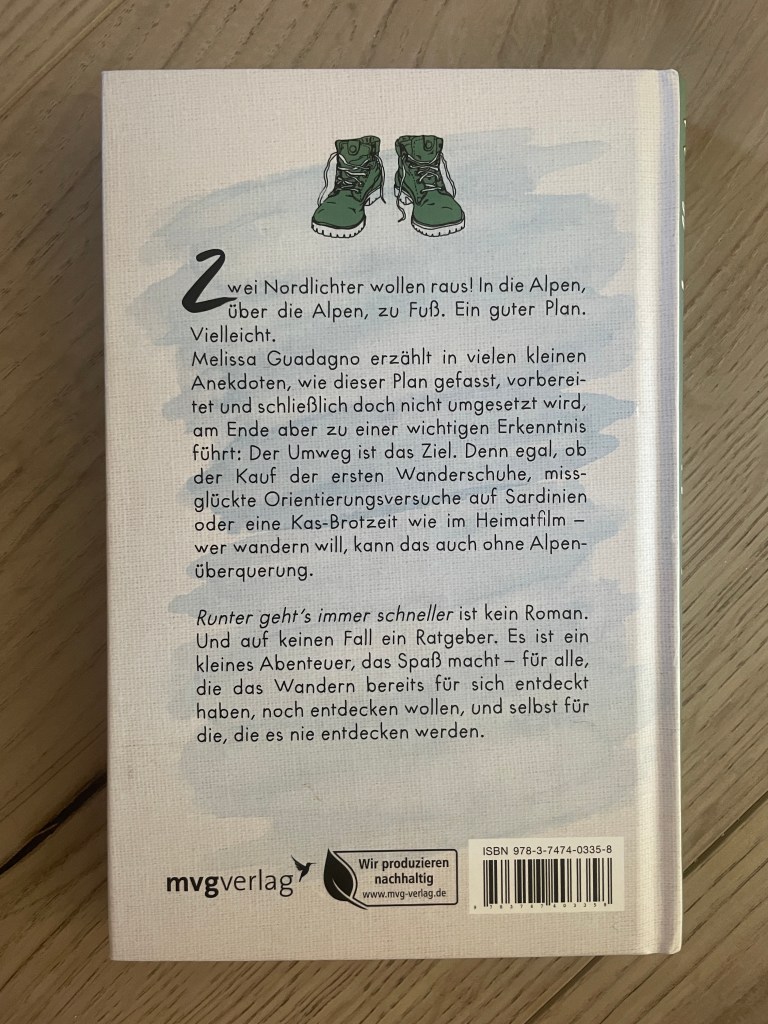 Zwei Nordlichter wollen raus! In die Alpen,
über die Alpen, zu Fuß. Ein guter Plan.
Vielleicht.
Melissa Guadagno erzählt in vielen kleinen
Anekdoten, wie dieser Plan gefasst, vorberei-
tet und schließlich doch nicht umgesetzt wird,
am Ende aber zu einer wichtigen Erkenntnis
führt: Der Umweg ist das Ziel. Denn egal, ob
der Kauf der ersten Wanderschuhe, miss-
glückte Orientierungsversuche auf Sardinien
oder eine Kas-Brotzeit wie im Heimatfilm –
wer wandern will, kann das auch ohne Alpen-
überquerung.
Runter geht's immer schneller ist kein Roman.
Und auf keinen Fall ein Ratgeber. Es ist ein
kleines Abenteuer, das Spaß macht – für alle,
die das Wandern bereits für sich entdeckt
haben, noch entdecken wollen, und selbst für
die, die es nie entdecken werden.
mvgverlag
Wir produzieren
nachhaltig
www.mvg-verlag.de
ISBN 978-3-7474-0335-8
9 783747 403358